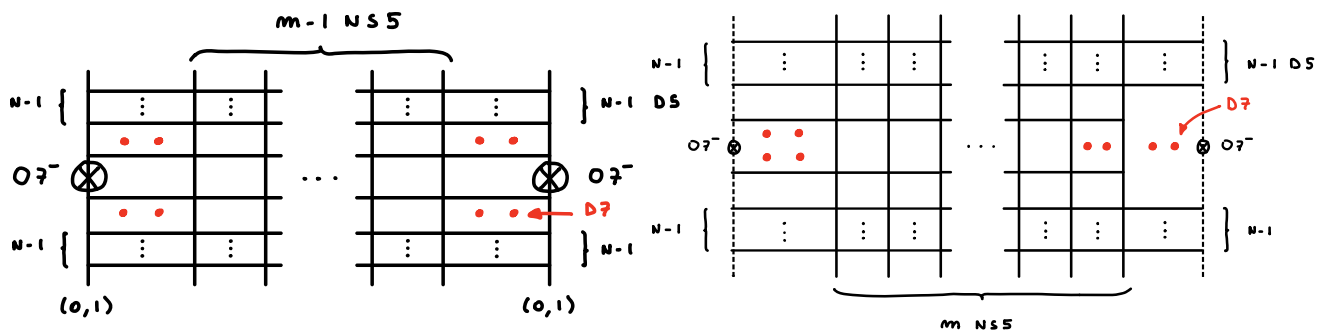 m-1 NS5
N-1
N-1 D5
O7⁻
O7⁻
D7
N-1
N-1
(0,1)
(0,1)
N-1
N-1 D5
D7
O7⁻
O7⁻
N-1
N-1
m NS5